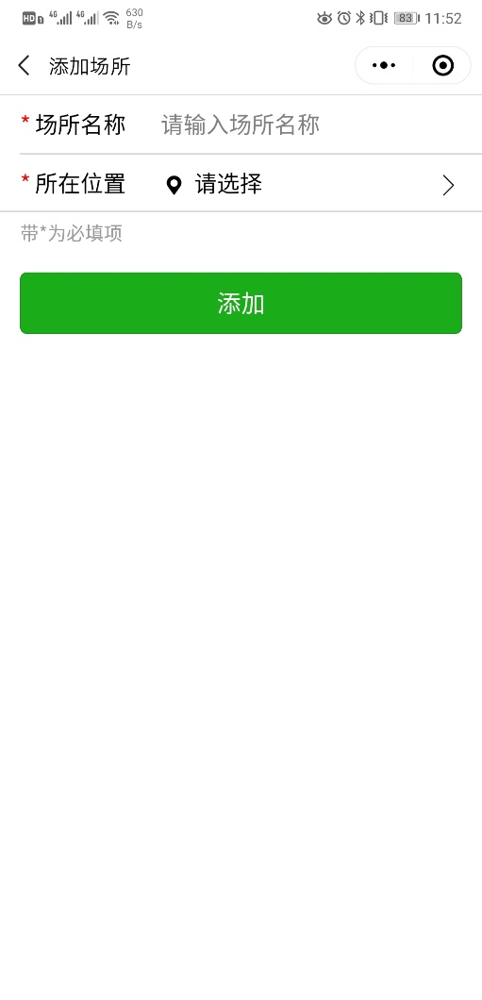 HD 4G 4G 630 B/s 83 11:52
添加场所
* 场所名称 请输入场所名称
* 所在位置 请选择
带*为必填项
添加